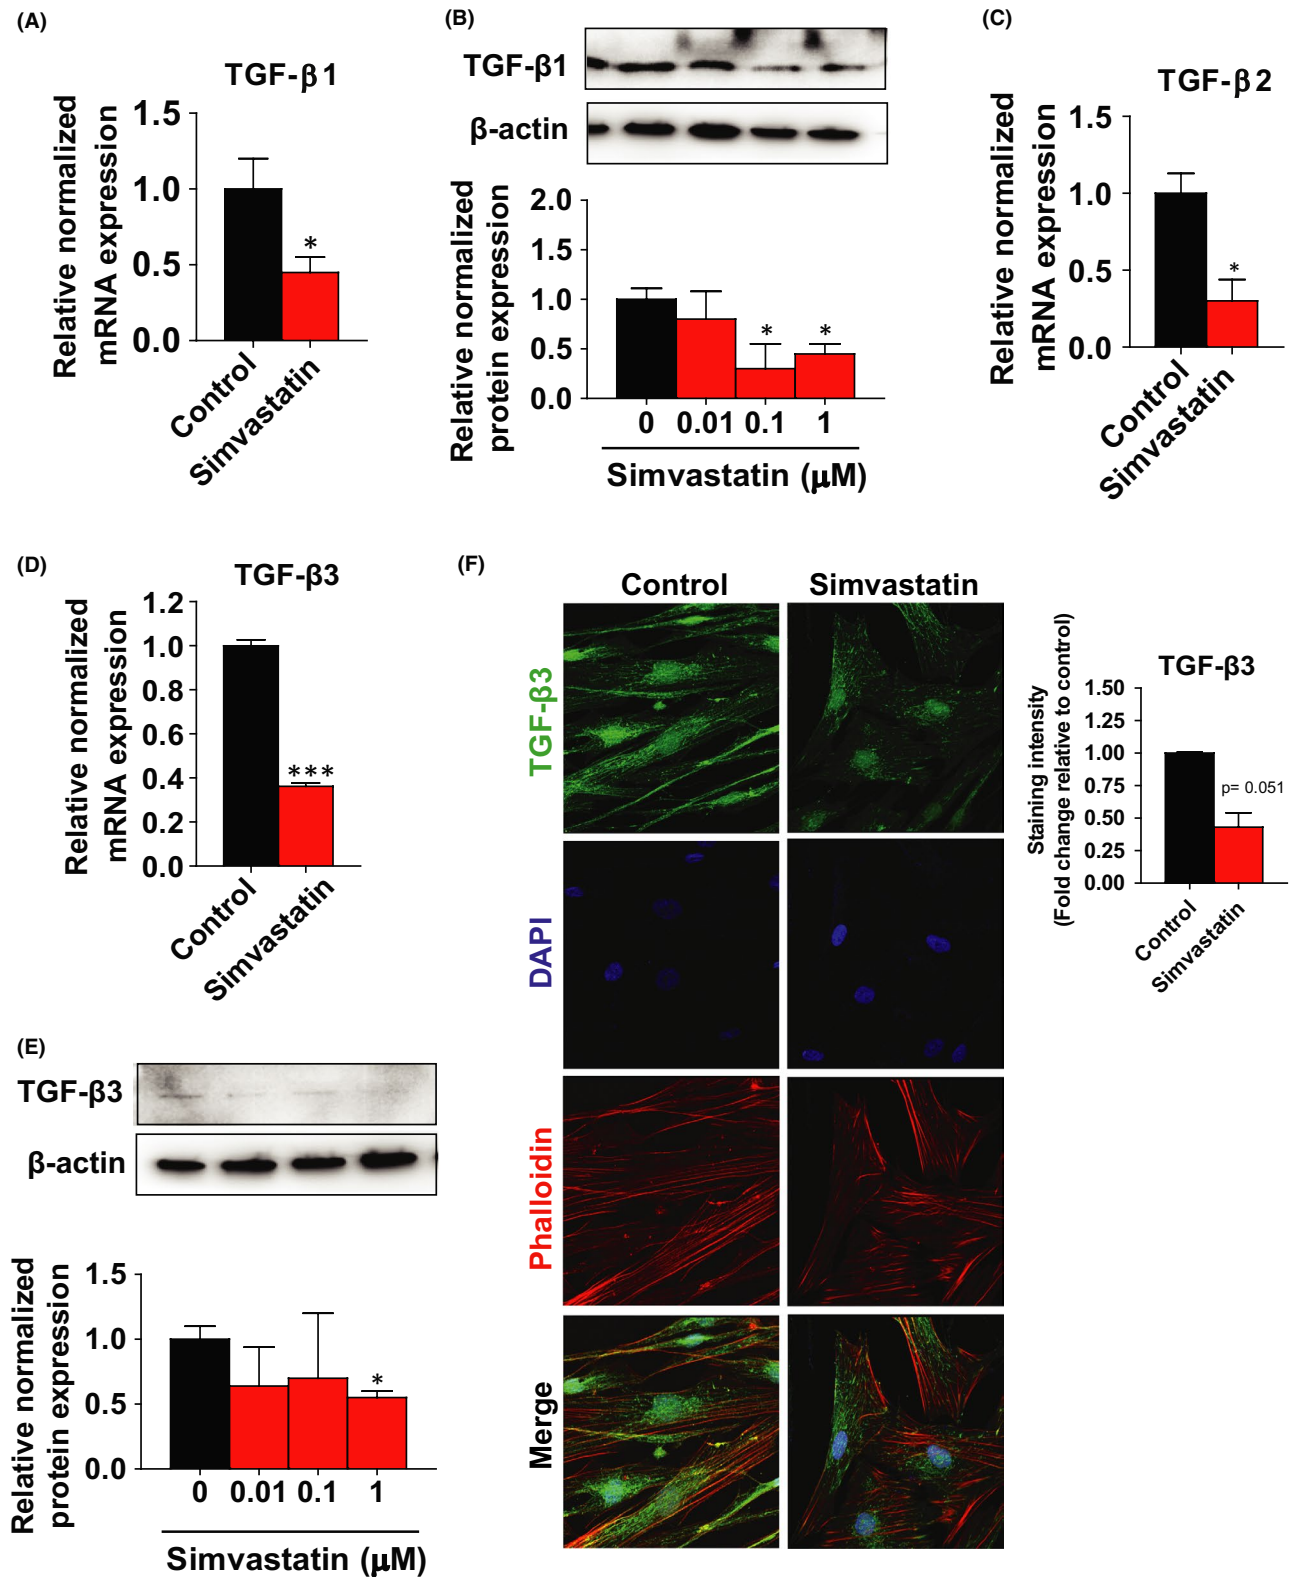 (A)
TGF-β1
Relative normalized
mRNA expression
1.5
1.0
0.5
0.0
*
Control
Simvastatin
(B)
TGF-β1
β-actin
Relative normalized
protein expression
2.0
1.5
1.0
0.5
0.0
*
*
0 0.01 0.1 1
Simvastatin (μM)
(C)
TGF-β2
Relative normalized
mRNA expression
1.5
1.0
0.5
0.0
*
Control
Simvastatin
(D)
TGF-β3
Relative normalized
mRNA expression
1.2
1.0
0.8
0.6
0.4
0.2
0.0
***
Control
Simvastatin
(E)
TGF-β3
β-actin
Relative normalized
protein expression
1.5
1.0
0.5
0.0
*
0 0.01 0.1 1
Simvastatin (μM)
(F)
Control Simvastatin
TGF-β3
DAPI
Phalloidin
Merge
TGF-β3
Staining intensity
(Fold change relative to control)
1.50
1.25
1.00
0.75
0.50
0.25
0.00
p= 0.051
Control
Simvastatin